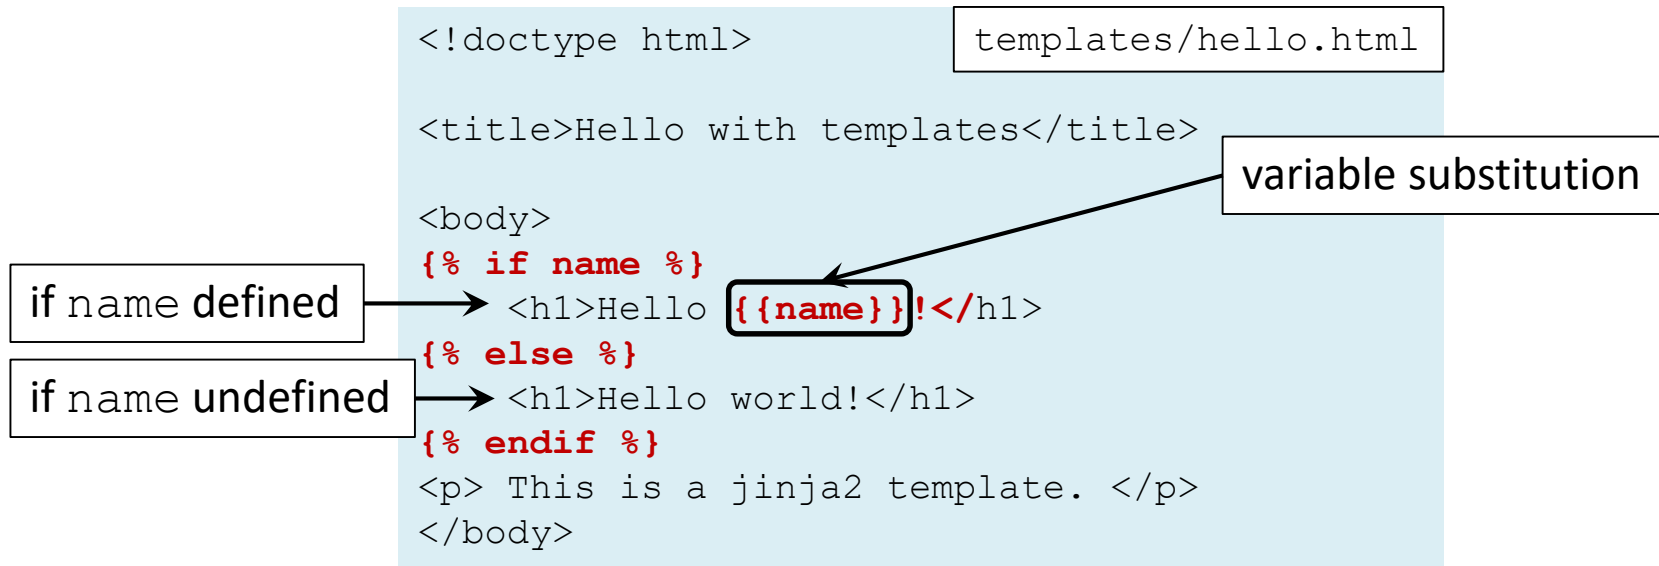 <!doctype html>
templates/hello.html
<title>Hello with templates</title>
variable substitution
<body>
{% if name %}
if name defined
<h1>Hello {{name}}!</h1>
{% else %}
if name undefined
<h1>Hello world!</h1>
{% endif %}
<p> This is a jinja2 template. </p>
</body>